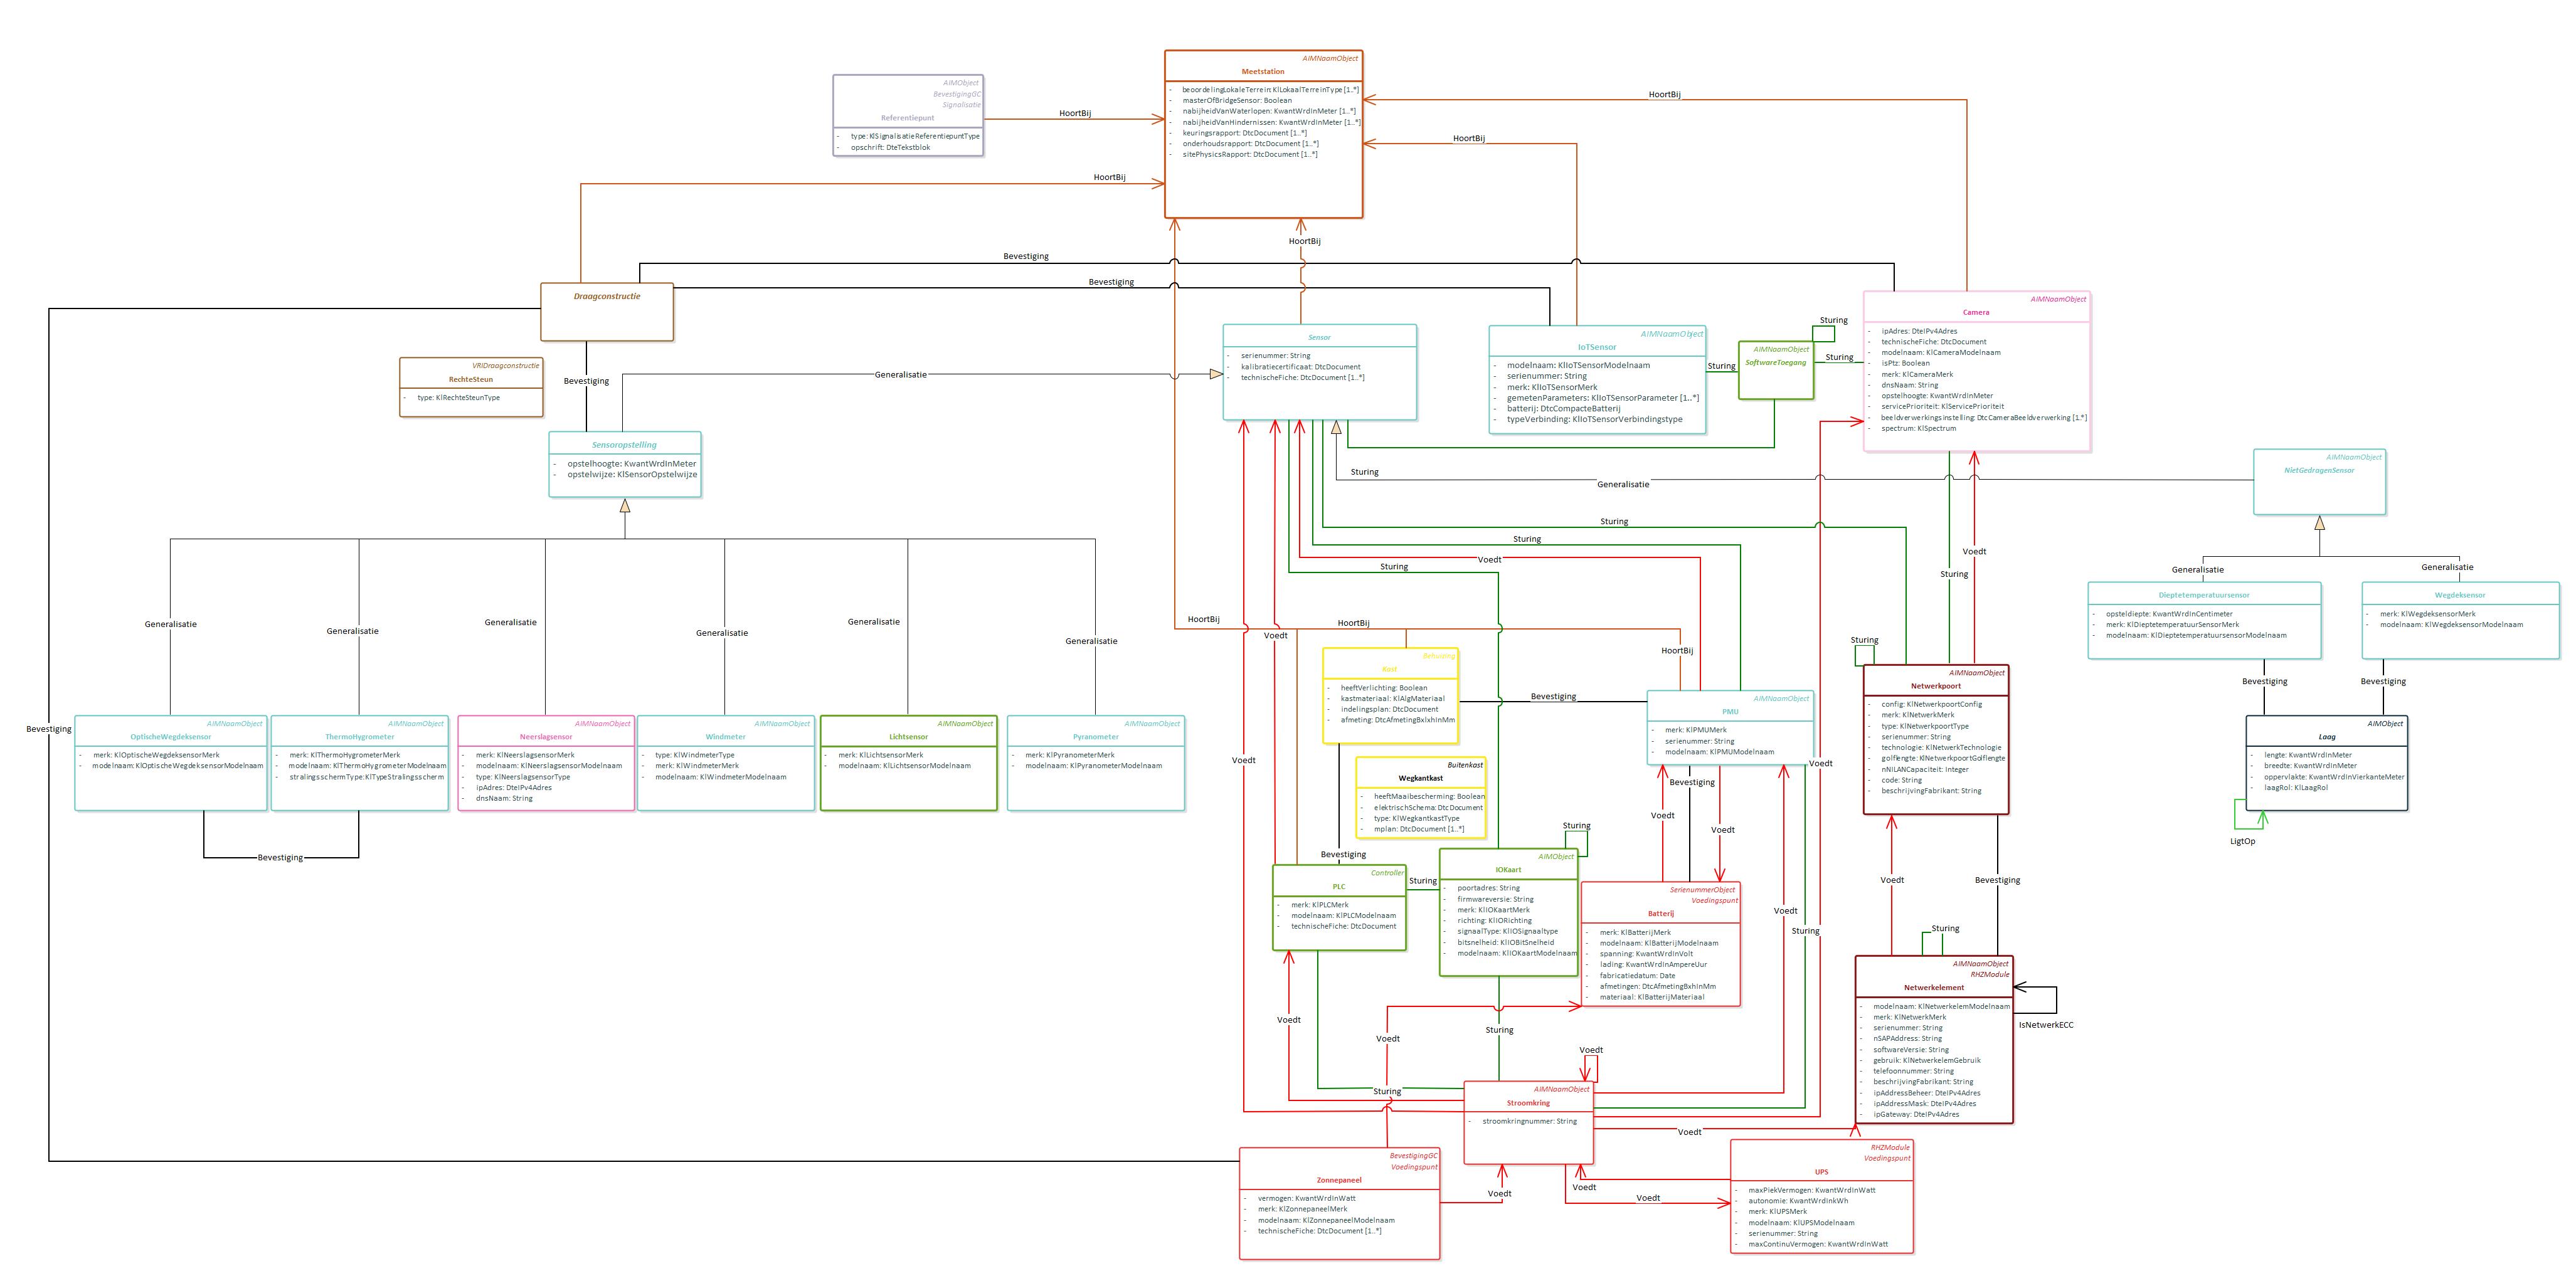 AIMNaamObject
Meetstation
- beoordelingLokaleTerrein: KlLokaalTerreinType [1..*]
- masterOfBridgeSensor: Boolean
- nabijheidVanWaterlopen: KwantWrdInMeter [1..*]
- nabijheidVanHindernissen: KwantWrdInMeter [1..*]
- keuringsrapport: DtcDocument [1..*]
- onderhoudsrapport: DtcDocument [1..*]
- sitePhysicsRapport: DtcDocument [1..*]
AIMObject
BevestigingGC
Signalisatie
Referentiepunt
- type: KlSignalisatieReferentiepuntType
- opschrift: DteTekstblok
HoortBij
HoortBij
HoortBij
HoortBij
HoortBij
Bevestiging
Bevestiging
Draagconstructie
VRIDraagconstructie
RechteSteun
- type: KlRechteSteunType
Bevestiging
Generalisatie
Sensoropstelling
- opstelhoogte: KwantWrdInMeter
- opstelwijze: KlSensorOpstelwijze
Sensor
- serienummer: String
- kalibratiecertificaat: DtcDocument
- technischeFiche: DtcDocument [1..*]
AIMNaamObject
IoTSensor
- modelnaam: KlIoTSensorModelnaam
- serienummer: String
- merk: KlIoTSensorMerk
- gemetenParameters: KlIoTSensorParameter [1..*]
- batterij: DtcCompacteBatterij
- typeVerbinding: KlIoTSensorVerbindingstype
Sturing
AIMNaamObject
SoftwareToegang
Sturing
Sturing
AIMNaamObject
Camera
- ipAdres: DteIPv4Adres
- technischeFiche: DtcDocument
- modelnaam: KlCameraModelnaam
- isPtz: Boolean
- merk: KlCameraMerk
- dnsNaam: String
- opstelhoogte: KwantWrdInMeter
- servicePrioriteit: KlServicePrioriteit
- beeldverwerkingsinstelling: DtcCameraBeeldverwerking [1..*]
- spectrum: KlSpectrum
Sturing
Generalisatie
AIMNaamObject
NietGedragenSensor
Sturing
Sturing
Voedt
Sturing
Voedt
Sturing
Generalisatie
Generalisatie
AIMNaamObject
Dieptetemperatuursensor
- opsteldiepte: KwantWrdInCentimeter
- merk: KlDieptetemperatuurSensorMerk
- modelnaam: KlDieptetemperatuursensorModelnaam
AIMNaamObject
Wegdeksensor
- merk: KlWegdeksensorMerk
- modelnaam: KlWegdeksensorModelnaam
Bevestiging
Bevestiging
AIMObject
Laag
- lengte: KwantWrdInMeter
- breedte: KwantWrdInMeter
- oppervlakte: KwantWrdInVierkanteMeter
- laagRol: KlLaagRol
LigtOp
Generalisatie
Generalisatie
Generalisatie
Generalisatie
Generalisatie
Generalisatie
Bevestiging
AIMNaamObject
OptischeWegdeksensor
- merk: KlOptischeWegdeksensorMerk
- modelnaam: KlOptischeWegdeksensorModelnaam
AIMNaamObject
ThermoHygrometer
- merk: KlThermoHygrometerMerk
- modelnaam: KlThermoHygrometerModelnaam
- stralingsschermType: KlTypeStralingsscherm
AIMNaamObject
Neerslagsensor
- merk: KlNeerslagsensorMerk
- modelnaam: KlNeerslagsensorModelnaam
- type: KlNeerslagsensorType
- ipAdres: DteIPv4Adres
- dnsNaam: String
AIMNaamObject
Windmeter
- type: KlWindmeterType
- merk: KlWindmeterMerk
- modelnaam: KlWindmeterModelnaam
AIMNaamObject
Lichtsensor
- merk: KlLichtsensorMerk
- modelnaam: KlLichtsensorModelnaam
AIMNaamObject
Pyranometer
- merk: KlPyranometerMerk
- modelnaam: KlPyranometerModelnaam
Bevestiging
HoortBij
HoortBij
HoortBij
Voedt
Voedt
Behuizing
Kast
- heeftVerlichting: Boolean
- kastmateriaal: KlAlgMateriaal
- indelingsplan: DtcDocument
- afmeting: DtcAfmetingBxlxhInMm
Bevestiging
AIMNaamObject
PMU
- merk: KlPMUMerk
- serienummer: String
- modelnaam: KlPMUModelnaam
Buitenkast
Wegkantkast
- heeftMaaibescherming: Boolean
- elektrischSchema: DtcDocument
- type: KlWegkantkastType
- mplan: DtcDocument [1..*]
Bevestiging
Controller
PLC
- merk: KlPLCMerk
- modelnaam: KlPLCModelnaam
- technischeFiche: DtcDocument
Sturing
Sturing
AIMObject
IOKaart
- poortadres: String
- firmwareversie: String
- merk: KlIOKaartMerk
- richting: KlIORichting
- signaalType: KlIOSignaaltype
- bitsnelheid: KlIOBitSnelheid
- modelnaam: KlIOKaartModelnaam
Voedt
Bevestiging
Voedt
SerienummerObject
Voedingspunt
Batterij
- merk: KlBatterijMerk
- modelnaam: KlBatterijModelnaam
- spanning: KwantWrdInVolt
- lading: KwantWrdInAmpereUur
- fabricatiedatum: Date
- afmetingen: DtcAfmetingBxhInMm
- materiaal: KlBatterijMateriaal
Voedt
Voedt
Sturing
Sturing
AIMNaamObject
Netwerkpoort
- config: KlNetwerkpoortConfig
- merk: KlNetwerkMerk
- type: KlNetwerkpoortType
- serienummer: String
- technologie: KlNetwerkTechnologie
- golflengte: KlNetwerkpoortGolflengte
- nNILANCapaciteit: Integer
- code: String
- beschrijvingFabrikant: String
Voedt
Bevestiging
Sturing
AIMNaamObject
RHZModule
Netwerkelement
- modelnaam: KlNetwerkelemModelnaam
- merk: KlNetwerkMerk
- serienummer: String
- nSAPAddress: String
- softwareVersie: String
- gebruik: KlNetwerkelemGebruik
- telefoonnummer: String
- beschrijvingFabrikant: String
- ipAddressBeheer: DteIPv4Adres
- ipAddressMask: DteIPv4Adres
- ipGateway: DteIPv4Adres
IsNetwerkECC
Voedt
Voedt
Sturing
Voedt
Sturing
AIMNaamObject
Stroomkring
- stroomkringnummer: String
Voedt
BevestigingGC
Voedingspunt
Zonnepaneel
- vermogen: KwantWrdInWatt
- merk: KlZonnepaneelMerk
- modelnaam: KlZonnepaneelModelnaam
- technischeFiche: DtcDocument [1..*]
Voedt
Voedt
Voedt
RHZModule
Voedingspunt
UPS
- maxPiekVermogen: KwantWrdInWatt
- autonomie: KwantWrdInkWh
- merk: KlUPSMerk
- modelnaam: KlUPSModelnaam
- serienummer: String
- maxContinuVermogen: KwantWrdInWatt